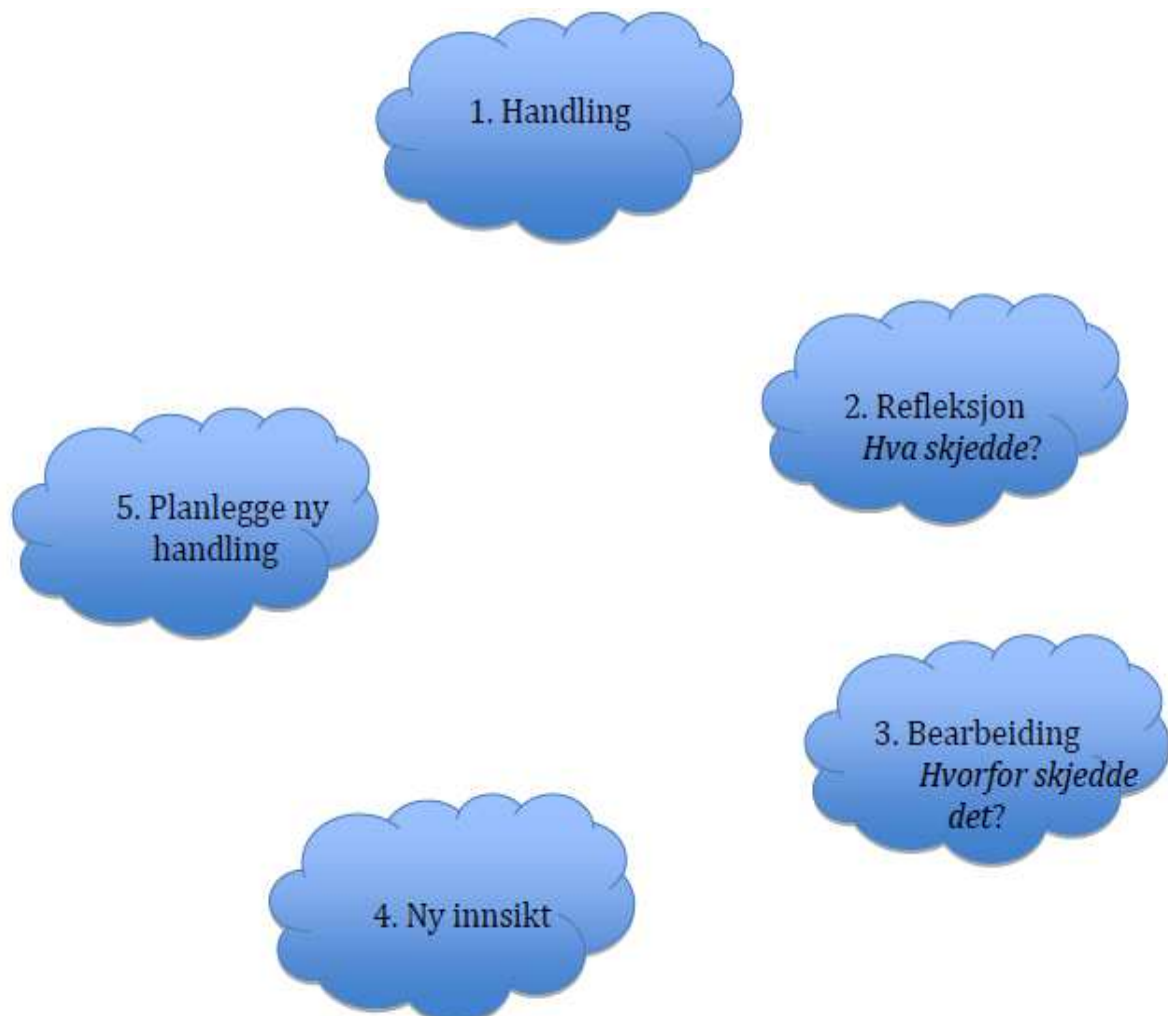 1. Handling
2. Refleksjon
Hva skjedde?
3. Bearbeiding
Hvorfor skjedde
det?
4. Ny innsikt
5. Planlegge ny
handling